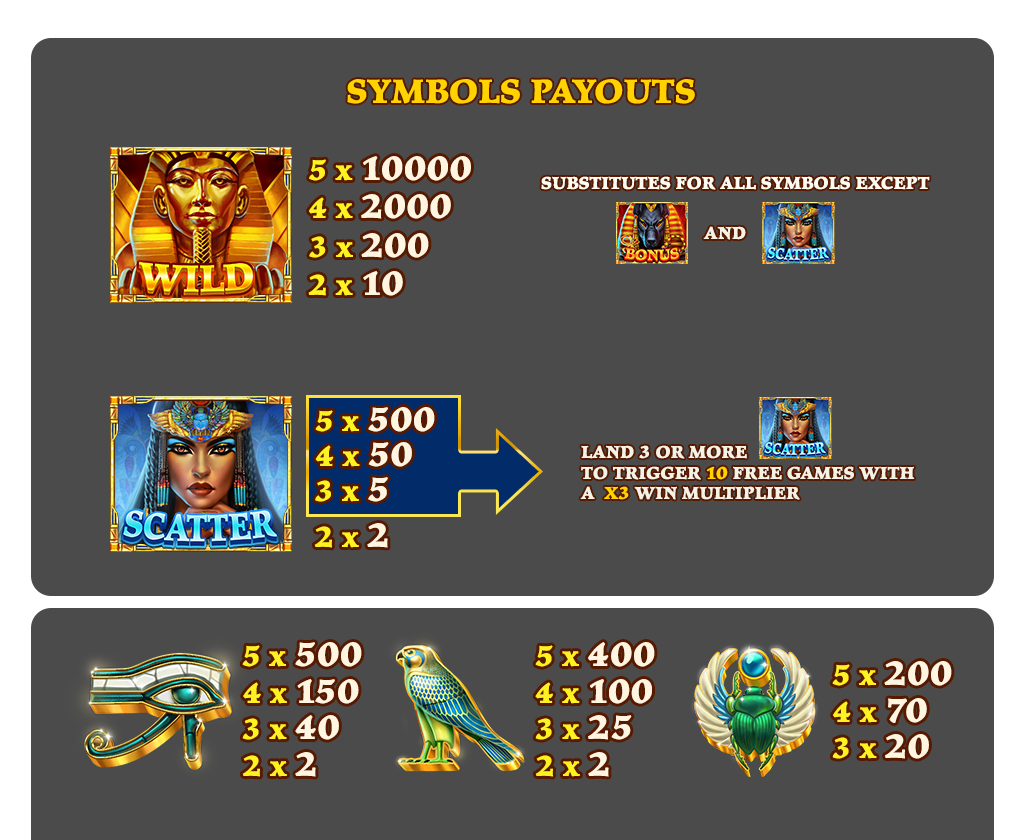 SYMBOLS PAYOUTS
WILD
5 x 10000
4 x 2000
3 x 200
2 x 10
SUBSTITUTES FOR ALL SYMBOLS EXCEPT
BONUS AND SCATTER
SCATTER
5 x 500
4 x 50
3 x 5
2 x 2
LAND 3 OR MORE SCATTER
TO TRIGGER 10 FREE GAMES WITH
A X3 WIN MULTIPLIER
5 x 500
4 x 150
3 x 40
2 x 2
5 x 400
4 x 100
3 x 25
2 x 2
5 x 200
4 x 70
3 x 20